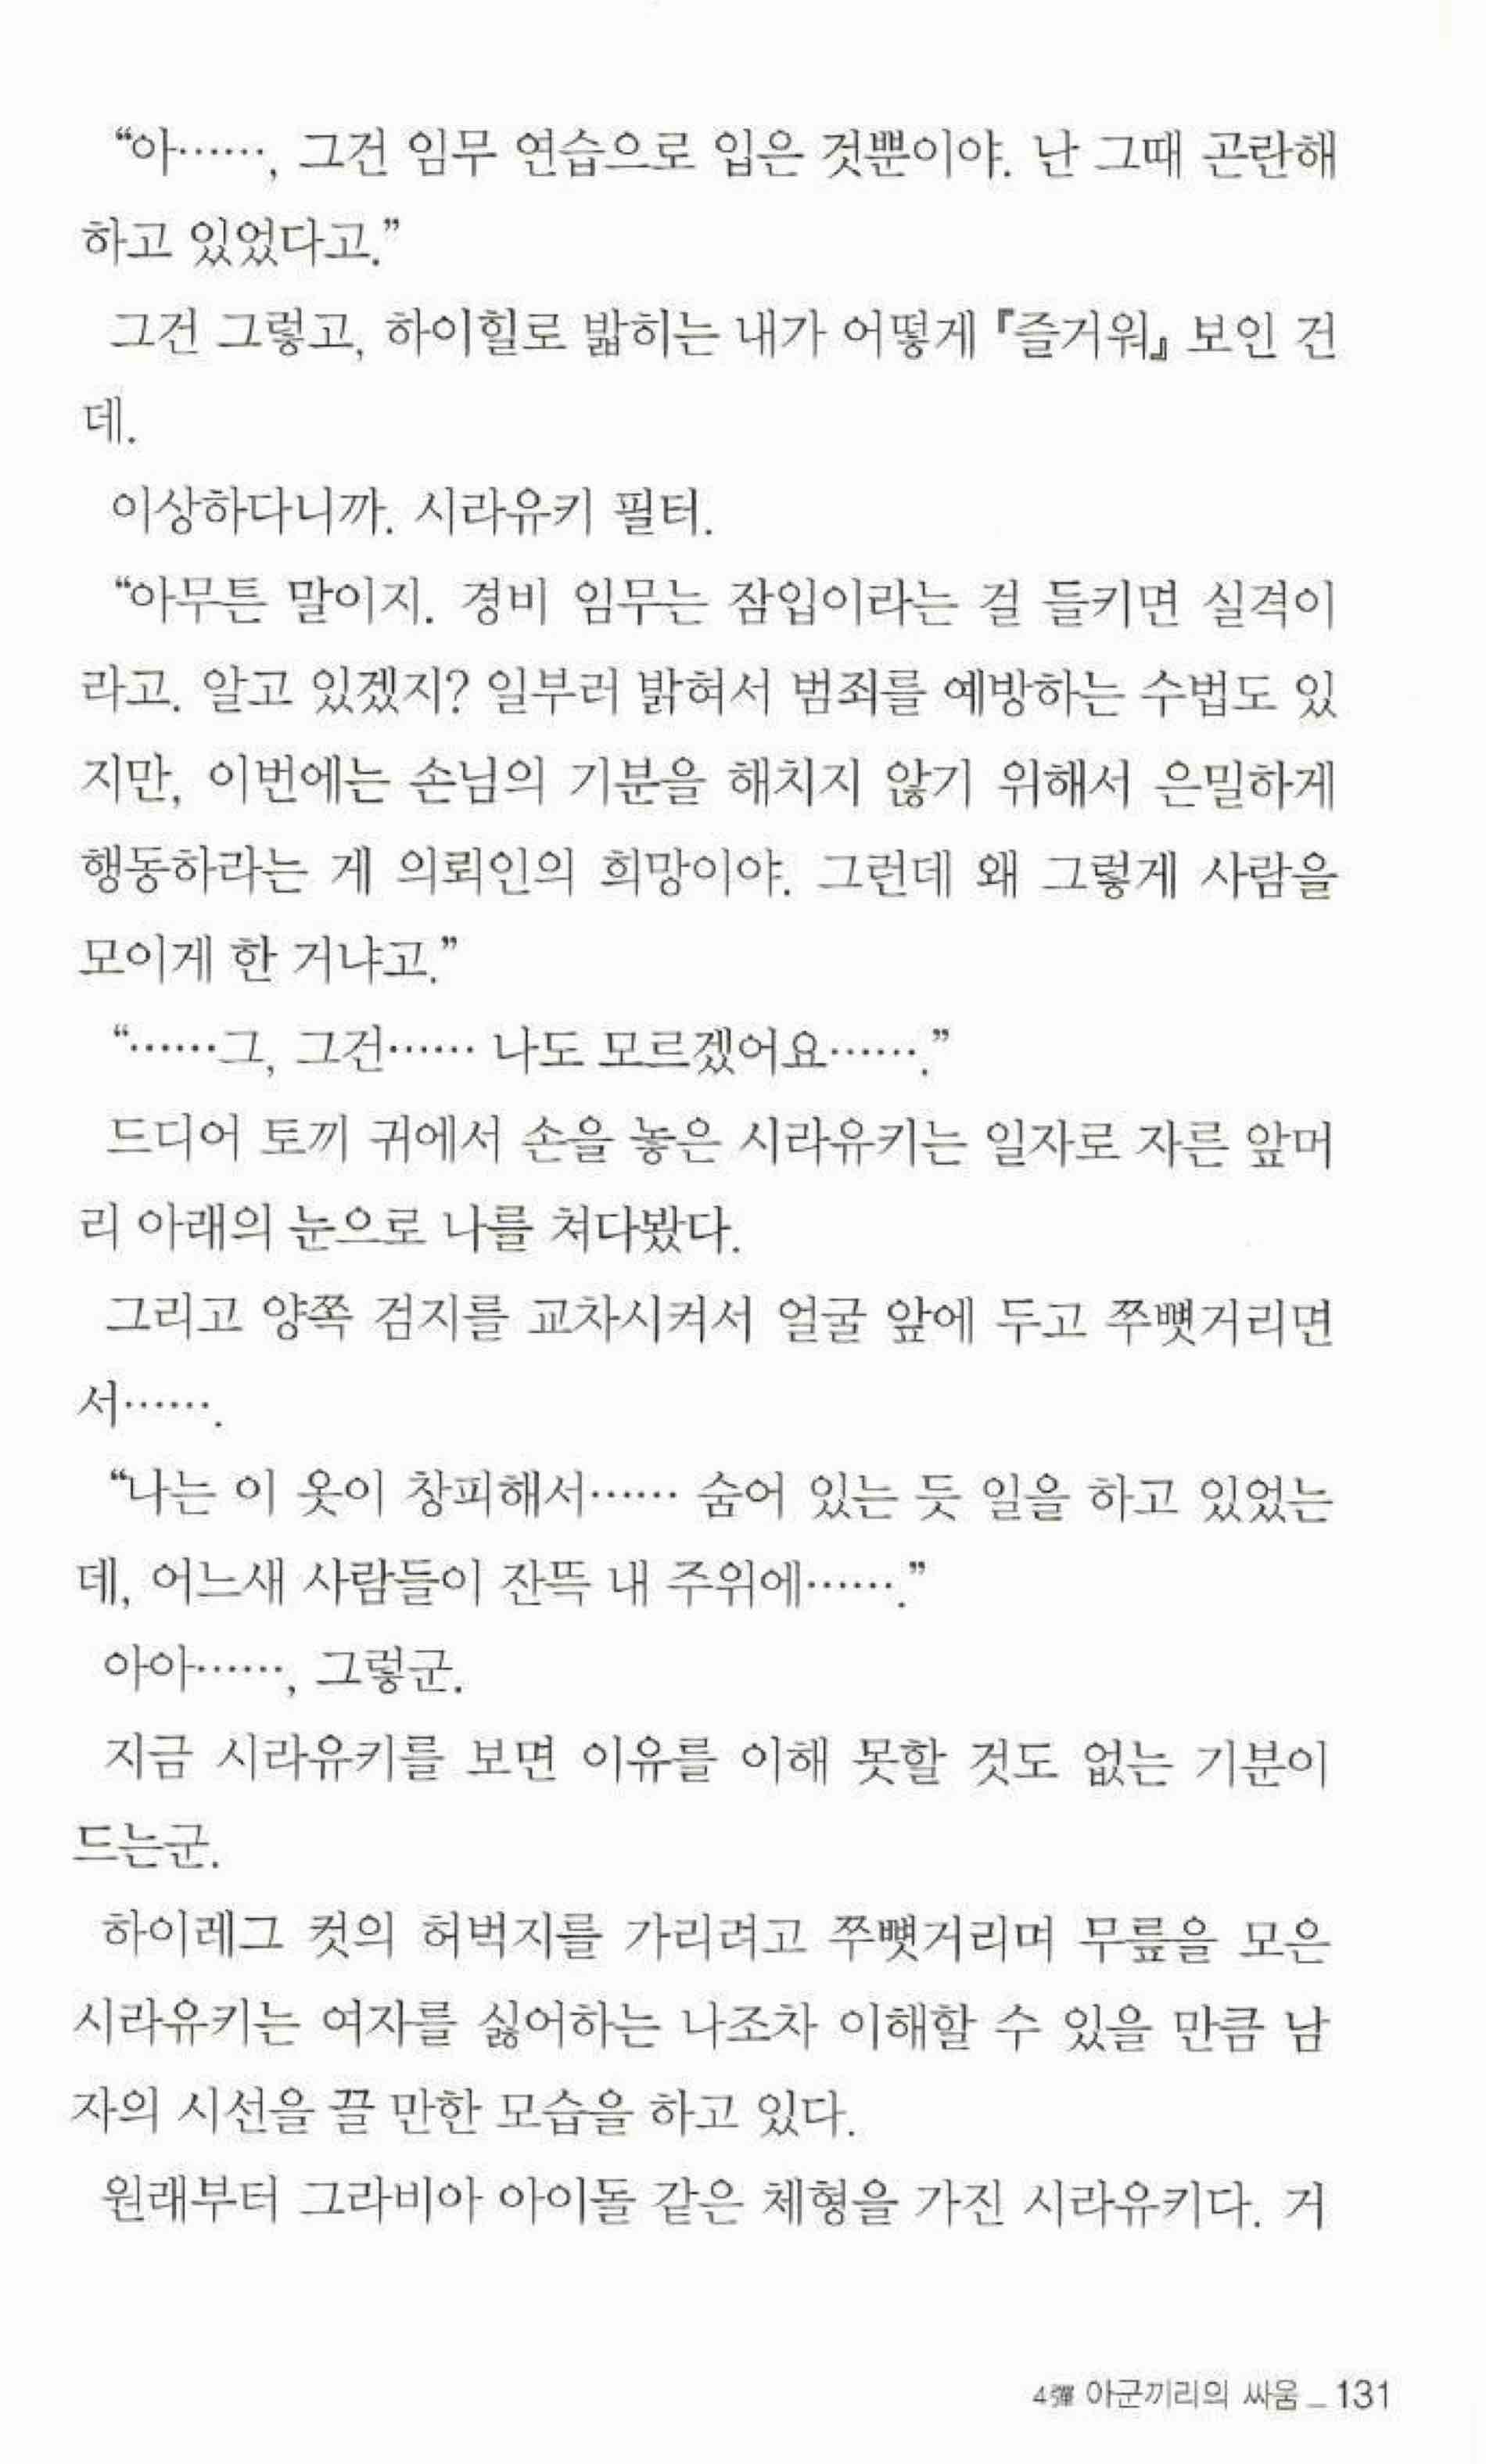 “아……, 그건 임무 연습으로 입은 것뿐이야. 난 그때 곤란해
하고 있었다고.”
그건 그렇고, 하이힐로 밟히는 내가 어떻게 『즐거워』 보인 건
데.
이상하다니까. 시라유키 필터.
“아무튼 말이지. 경비 임무는 잠입이라는 걸 들키면 실격이
라고. 알고 있겠지? 일부러 밝혀서 범죄를 예방하는 수법도 있
지만, 이번에는 손님의 기분을 해치지 않기 위해서 은밀하게
행동하라는 게 의뢰인의 희망이야. 그런데 왜 그렇게 사람을
모이게 한 거냐고.”
“……그, 그건…… 나도 모르겠어요…….”
드디어 토끼 귀에서 손을 놓은 시라유키는 일자로 자른 앞머
리 아래의 눈으로 나를 쳐다봤다.
그리고 양쪽 검지를 교차시켜서 얼굴 앞에 두고 쭈뼛거리면
서…….
“나는 이 옷이 창피해서…… 숨어 있는 듯 일을 하고 있었는
데, 어느새 사람들이 잔뜩 내 주위에…….”
아아……, 그렇군.
지금 시라유키를 보면 이유를 이해 못할 것도 없는 기분이
드는군.
하이레그 컷의 허벅지를 가리려고 쭈뼛거리며 무릎을 모은
시라유키는 여자를 싫어하는 나조차 이해할 수 있을 만큼 남
자의 시선을 끌 만한 모습을 하고 있다.
원래부터 그라비아 아이돌 같은 체형을 가진 시라유키다. 거
4彈 아군끼리의 싸움 _ 131